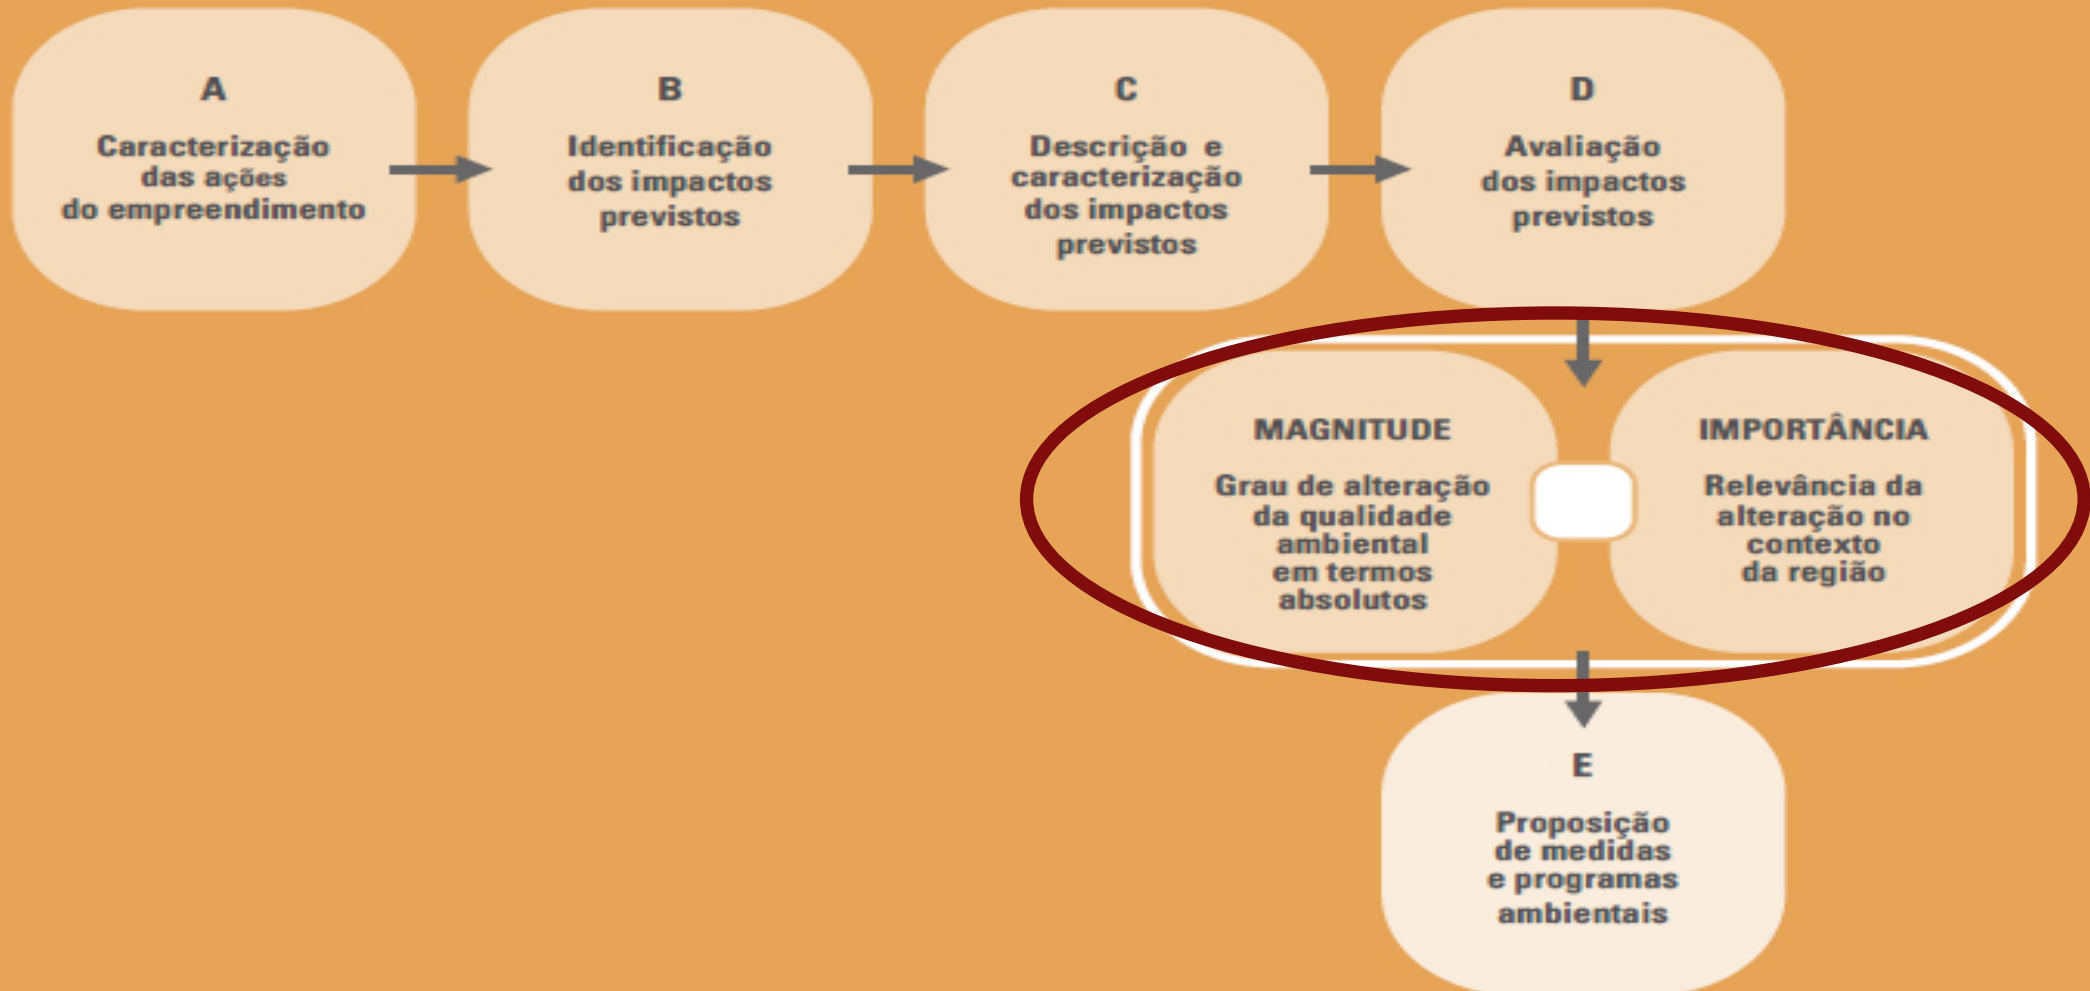 A
Caracterização
das ações
do empreendimento
B
Identificação
dos impactos
previstos
C
Descrição e
caracterização
dos impactos
previstos
D
Avaliação
dos impactos
previstos
MAGNITUDE
Grau de alteração
da qualidade
ambiental
em termos
absolutos
IMPORTÂNCIA
Relevância da
alteração no
contexto
da região
E
Proposição
de medidas
e programas
ambientais